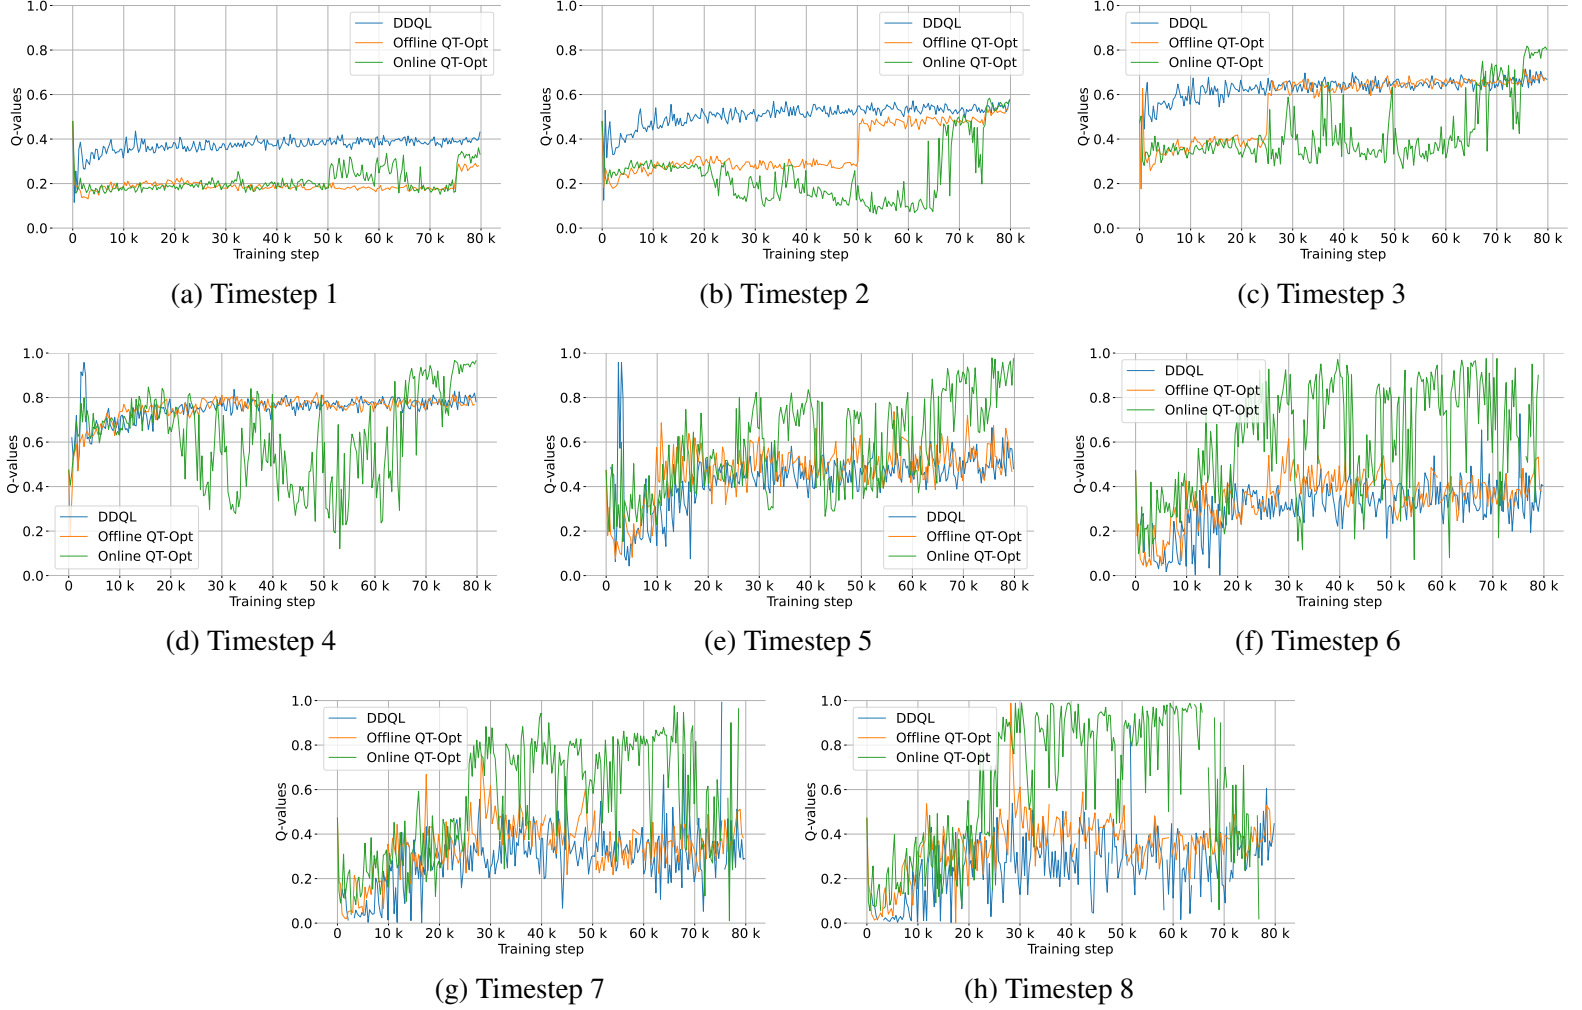 1.0
0.8
0.6
0.4
0.2
0.0
Q-values
DDQL
Offline QT-Opt
Online QT-Opt
0 10 k 20 k 30 k 40 k 50 k 60 k 70 k 80 k
Training step
(a) Timestep 1
1.0
0.8
0.6
0.4
0.2
0.0
Q-values
DDQL
Offline QT-Opt
Online QT-Opt
0 10 k 20 k 30 k 40 k 50 k 60 k 70 k 80 k
Training step
(b) Timestep 2
1.0
0.8
0.6
0.4
0.2
0.0
Q-values
DDQL
Offline QT-Opt
Online QT-Opt
0 10 k 20 k 30 k 40 k 50 k 60 k 70 k 80 k
Training step
(c) Timestep 3
1.0
0.8
0.6
0.4
0.2
0.0
Q-values
DDQL
Offline QT-Opt
Online QT-Opt
0 10 k 20 k 30 k 40 k 50 k 60 k 70 k 80 k
Training step
(d) Timestep 4
1.0
0.8
0.6
0.4
0.2
0.0
Q-values
DDQL
Offline QT-Opt
Online QT-Opt
0 10 k 20 k 30 k 40 k 50 k 60 k 70 k 80 k
Training step
(e) Timestep 5
1.0
0.8
0.6
0.4
0.2
0.0
Q-values
DDQL
Offline QT-Opt
Online QT-Opt
0 10 k 20 k 30 k 40 k 50 k 60 k 70 k 80 k
Training step
(f) Timestep 6
1.0
0.8
0.6
0.4
0.2
0.0
Q-values
DDQL
Offline QT-Opt
Online QT-Opt
0 10 k 20 k 30 k 40 k 50 k 60 k 70 k 80 k
Training step
(g) Timestep 7
1.0
0.8
0.6
0.4
0.2
0.0
Q-values
DDQL
Offline QT-Opt
Online QT-Opt
0 10 k 20 k 30 k 40 k 50 k 60 k 70 k 80 k
Training step
(h) Timestep 8